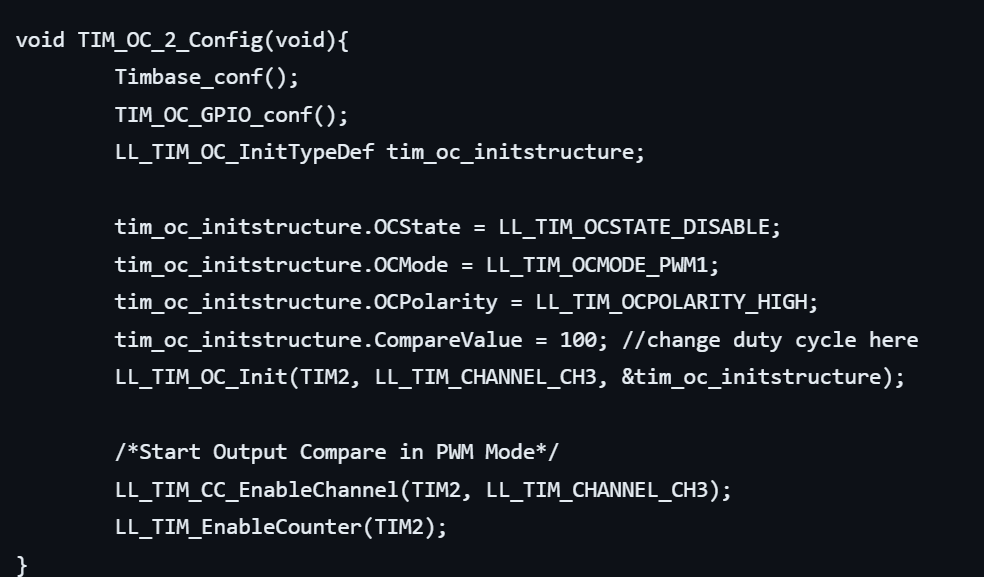 void TIM_OC_2_Config(void){
Timbase_conf();
TIM_OC_GPIO_conf();
LL_TIM_OC_InitTypeDef tim_oc_initstructure;
tim_oc_initstructure.OCState = LL_TIM_OCSTATE_DISABLE;
tim_oc_initstructure.OCMode = LL_TIM_OCMODE_PWM1;
tim_oc_initstructure.OCPolarity = LL_TIM_OCPOLARITY_HIGH;
tim_oc_initstructure.CompareValue = 100; //change duty cycle here
LL_TIM_OC_Init(TIM2, LL_TIM_CHANNEL_CH3, &tim_oc_initstructure);
/*Start Output Compare in PWM Mode*/
LL_TIM_CC_EnableChannel(TIM2, LL_TIM_CHANNEL_CH3);
LL_TIM_EnableCounter(TIM2);
}